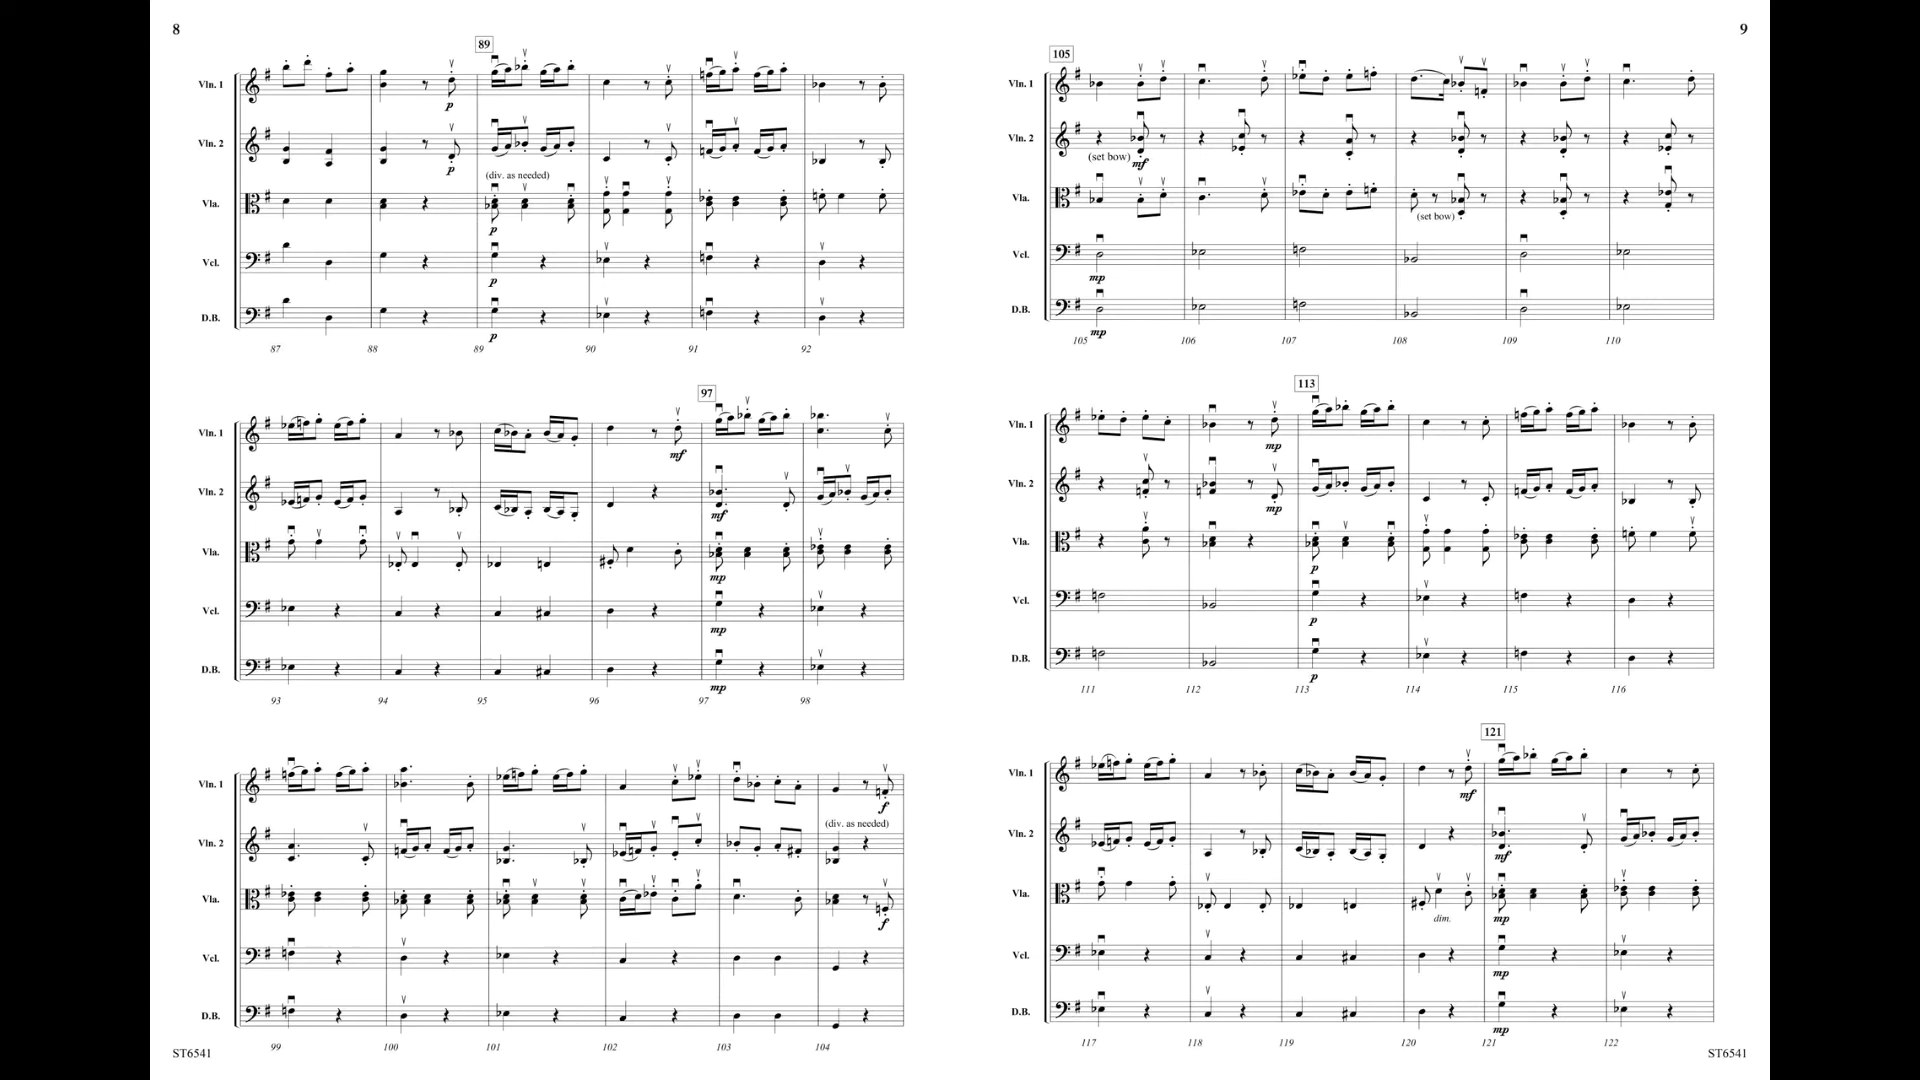 8
89
Vln. 1
p
Vln. 2
p
(div. as needed)
Vla.
p
Vcl.
p
D.B.
p
87 88 89 90 91 92
97
Vln. 1
mf
Vln. 2
mf
Vla.
mp
Vcl.
mp
D.B.
mp
93 94 95 96 97 98
Vln. 1
f
(div. as needed)
Vln. 2
Vla.
f
Vcl.
D.B.
99 100 101 102 103 104
ST6541
9
105
Vln. 1
Vln. 2
(set bow) mf
Vla.
(set bow)
Vcl.
mp
D.B.
mp
105 106 107 108 109 110
113
Vln. 1
mp
Vln. 2
mp
Vla.
p
Vcl.
p
D.B.
p
111 112 113 114 115 116
121
Vln. 1
mf
Vln. 2
mf
Vla.
dim. mp
Vcl.
mp
D.B.
mp
117 118 119 120 121 122
ST6541